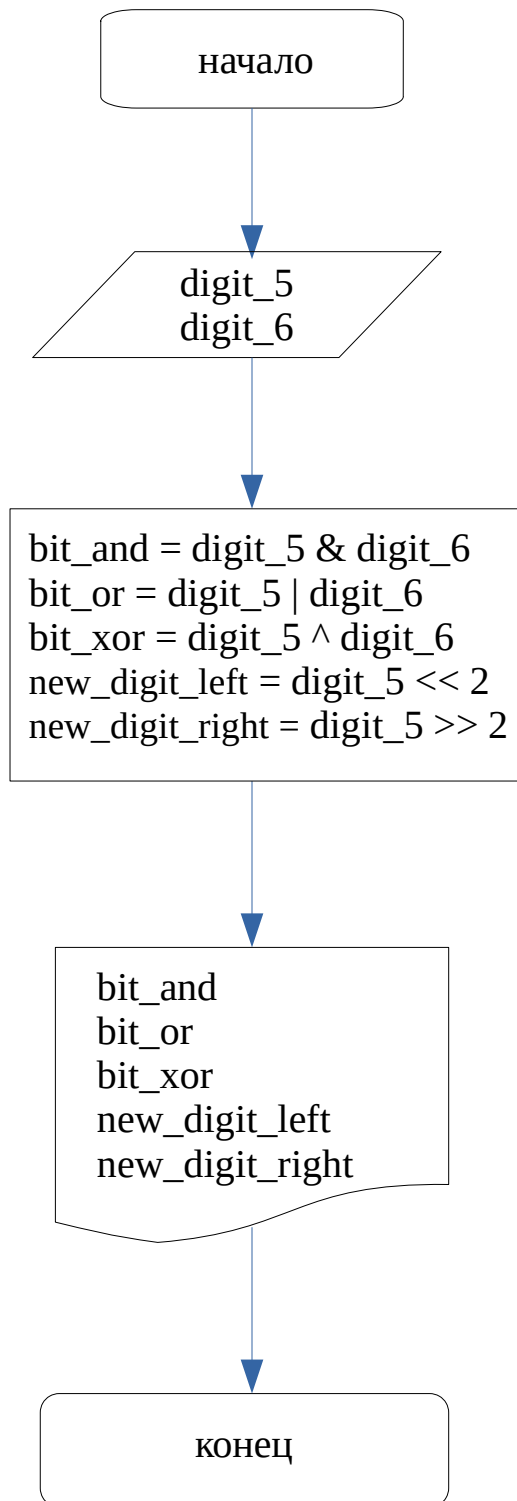 начало
digit_5
digit_6
bit_and = digit_5 & digit_6
bit_or = digit_5 | digit_6
bit_xor = digit_5 ^ digit_6
new_digit_left = digit_5 << 2
new_digit_right = digit_5 >> 2
bit_and
bit_or
bit_xor
new_digit_left
new_digit_right
конец